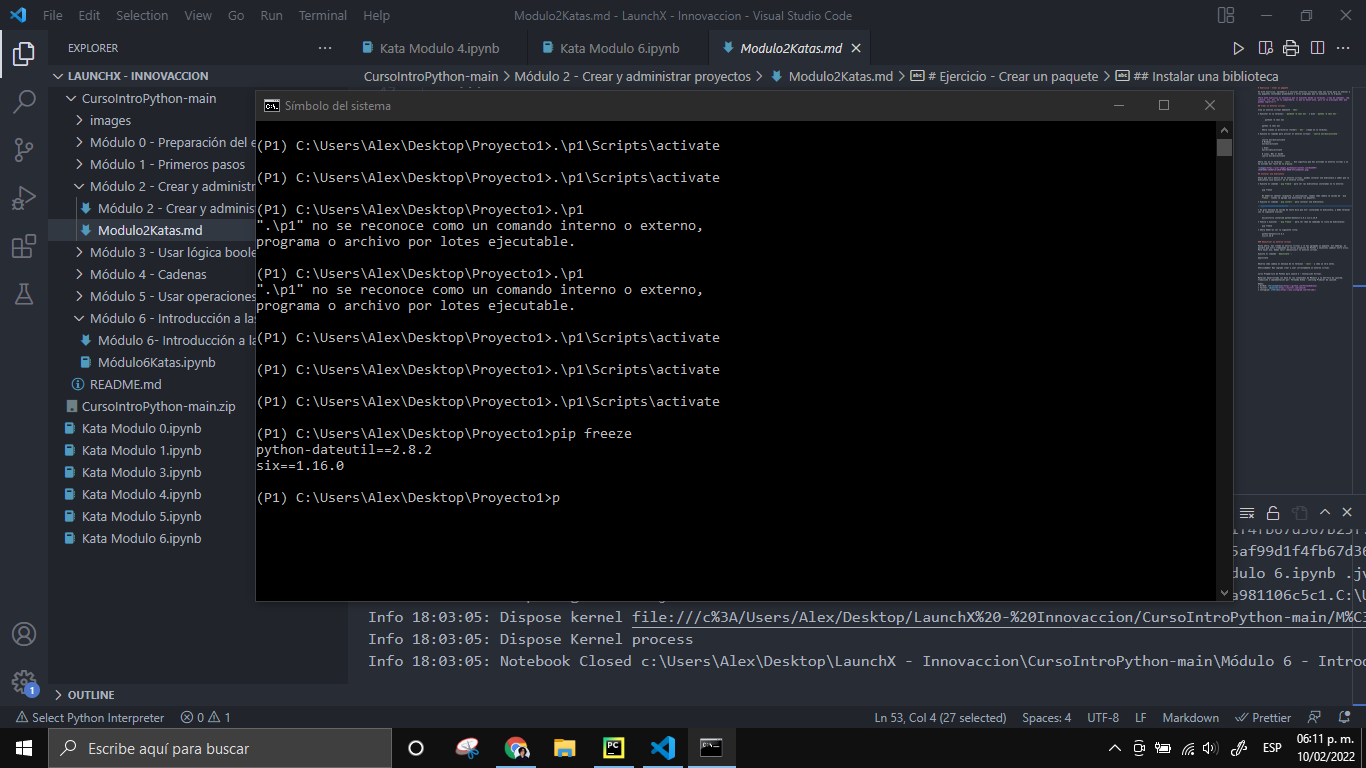 File Edit Selection View Go Run Terminal Help
Modulo2Katas.md - LaunchX - Innovaccion - Visual Studio Code
EXPLORER
LAUNCHX - INNOVACCION
CursoIntroPython-main
images
Módulo 0 - Preparación del e
Módulo 1 - Primeros pasos
Módulo 2 - Crear y administr
Módulo 2 - Crear y adminis
Modulo2Katas.md
Módulo 3 - Usar lógica boole
Módulo 4 - Cadenas
Módulo 5 - Usar operaciones
Módulo 6 - Introducción a las
Módulo 6- Introducción a la
Módulo6Katas.ipynb
README.md
CursoIntroPython-main.zip
Kata Modulo 0.ipynb
Kata Modulo 1.ipynb
Kata Modulo 3.ipynb
Kata Modulo 4.ipynb
Kata Modulo 5.ipynb
Kata Modulo 6.ipynb
OUTLINE
Kata Modulo 4.ipynb
Kata Modulo 6.ipynb
Modulo2Katas.md
CursoIntroPython-main > Módulo 2 - Crear y administrar proyectos > Modulo2Katas.md > # Ejercicio - Crear un paquete > ## Instalar una biblioteca
Símbolo del sistema
(P1) C:\Users\Alex\Desktop\Proyecto1>.\p1\Scripts\activate
(P1) C:\Users\Alex\Desktop\Proyecto1>.\p1\Scripts\activate
(P1) C:\Users\Alex\Desktop\Proyecto1>.\p1
".\p1" no se reconoce como un comando interno o externo,
programa o archivo por lotes ejecutable.
(P1) C:\Users\Alex\Desktop\Proyecto1>.\p1
".\p1" no se reconoce como un comando interno o externo,
programa o archivo por lotes ejecutable.
(P1) C:\Users\Alex\Desktop\Proyecto1>.\p1\Scripts\activate
(P1) C:\Users\Alex\Desktop\Proyecto1>.\p1\Scripts\activate
(P1) C:\Users\Alex\Desktop\Proyecto1>.\p1\Scripts\activate
(P1) C:\Users\Alex\Desktop\Proyecto1>pip freeze
python-dateutil==2.8.2
six==1.16.0
(P1) C:\Users\Alex\Desktop\Proyecto1>p
5af99d1f4fb67d36
dulo 6.ipynb .jv
a981106c5c1.C:\U
Info 18:03:05: Dispose kernel file:///c%3A/Users/Alex/Desktop/LaunchX%20-%20Innovaccion/CursoIntroPython-main/M%C3
Info 18:03:05: Dispose Kernel process
Info 18:03:05: Notebook Closed c:\Users\Alex\Desktop\LaunchX - Innovaccion\CursoIntroPython-main\Módulo 6 - Introd
1
Select Python Interpreter 0 1
Ln 53, Col 4 (27 selected) Spaces: 4 UTF-8 LF Markdown Prettier
Escribe aquí para buscar
PC
ESP
06:11 p. m.
10/02/2022